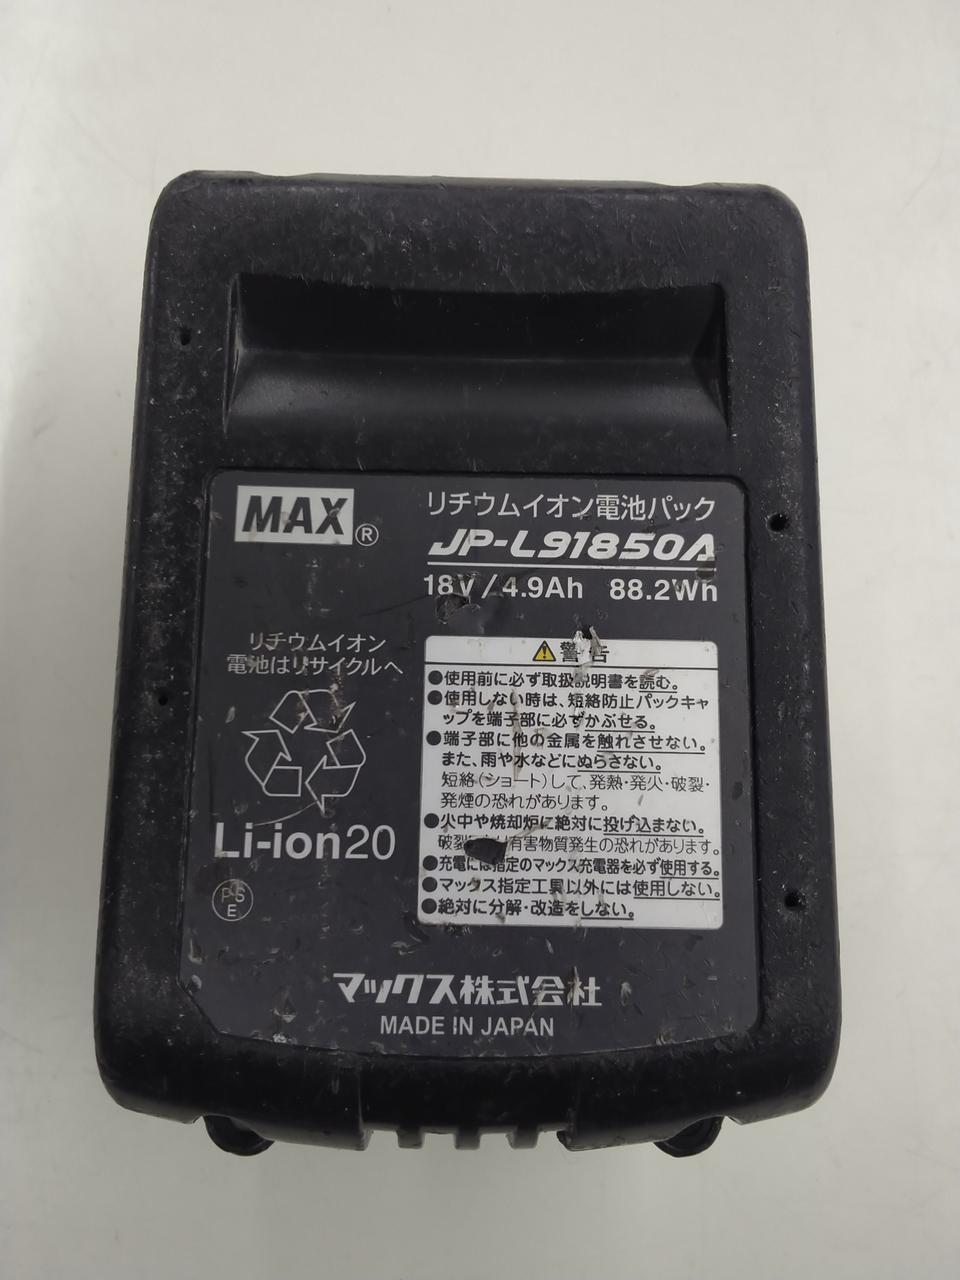 MAX®
リチウムイオン電池パック
JP-L91850A
18V/4.9Ah 88.2Wh
リチウムイオン
電池はリサイクルへ
Li-ion20
PS
E
⚠警告
●使用前に必ず取扱説明書を読む。
●使用しない時は、短絡防止パックキャ
ップを端子部に必ずかぶせる。
●端子部に他の金属を触れさせない。
また、雨や水などにぬらさない。
短絡(ショート)して、発熱・発火・破裂・
発煙の恐れがあります。
●火中や焼却炉に絶対に投げ込まない。
破裂 有害物質発生の恐れがあります。
●充電には指定のマックス充電器を必ず使用する。
●マックス指定工具以外には使用しない。
●絶対に分解・改造をしない。
マックス株式会社
MADE IN JAPAN